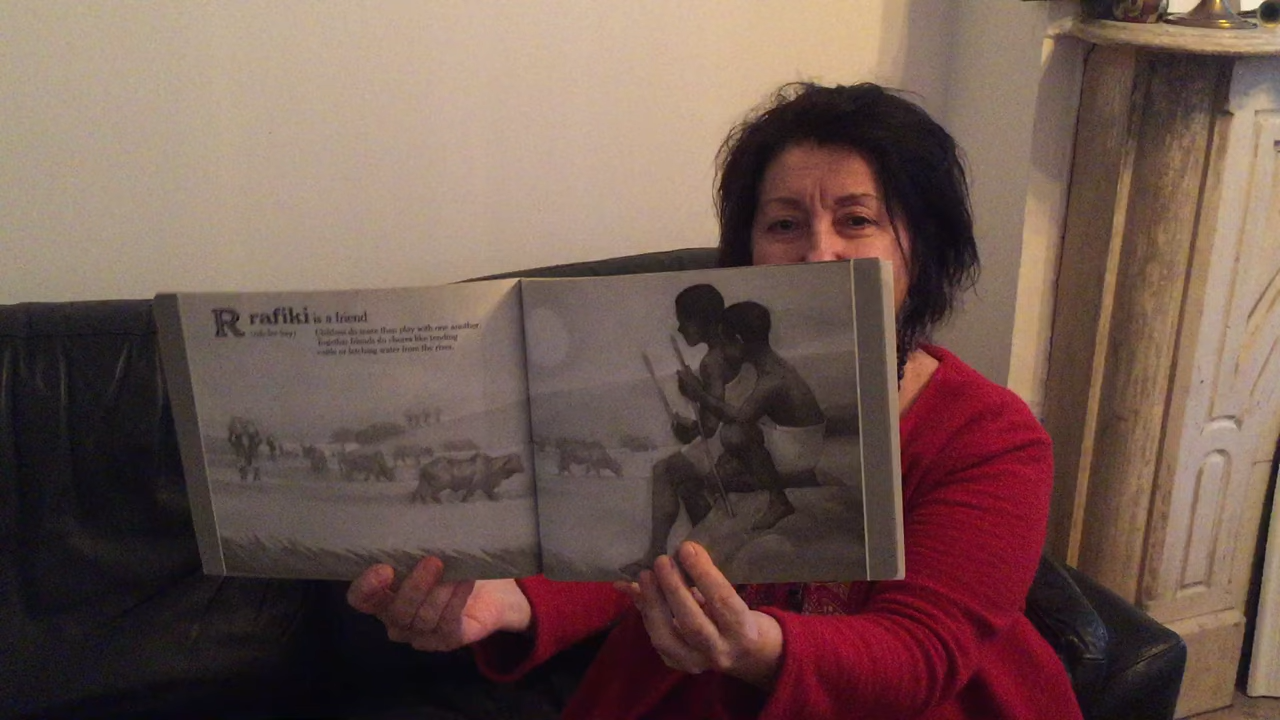 R rafiki is a friend
(rah-fee-key) Children do more than play with one another.
Together friends do chores like tending
cattle or fetching water from the river.